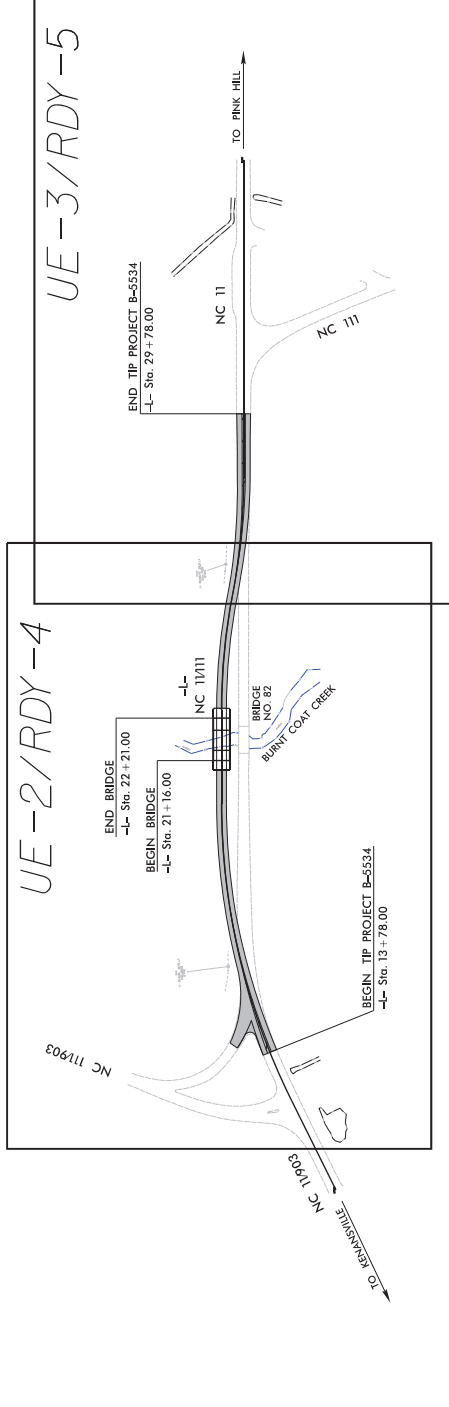 UE-3/RDY-5
TO PINK HILL
END TIP PROJECT B-5534
-L- Sta. 29+78.00
NC 11
NC 111
UE-2/RDY-4
-L-
NC 11/111
END BRIDGE
-L- Sta. 22+21.00
BEGIN BRIDGE
-L- Sta. 21+16.00
BRIDGE
NO. 82
BURNT COAT CREEK
BEGIN TIP PROJECT B-5534
-L- Sta. 13+78.00
NC 111/903
NC 11/903
TO KENANSVILLE